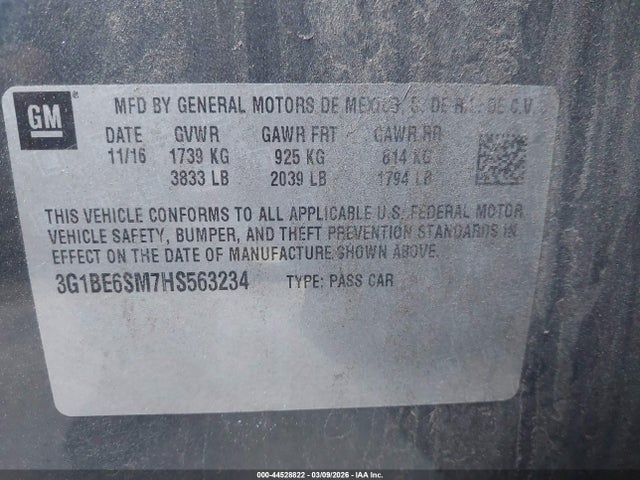 GM
MFD BY GENERAL MOTORS DE MEXICO, S. DE R.L. DE C.V.
DATE GVWR GAWR FRT GAWR RR
11/16 1739 KG 925 KG 814 KG
3833 LB 2039 LB 1794 LB
THIS VEHICLE CONFORMS TO ALL APPLICABLE U.S. FEDERAL MOTOR
VEHICLE SAFETY, BUMPER, AND THEFT PREVENTION STANDARDS IN
EFFECT ON THE DATE OF MANUFACTURE SHOWN ABOVE.
3G1BE6SM7HS563234 TYPE: PASS CAR
000-44528822 - 03/09/2026 - IAA Inc.